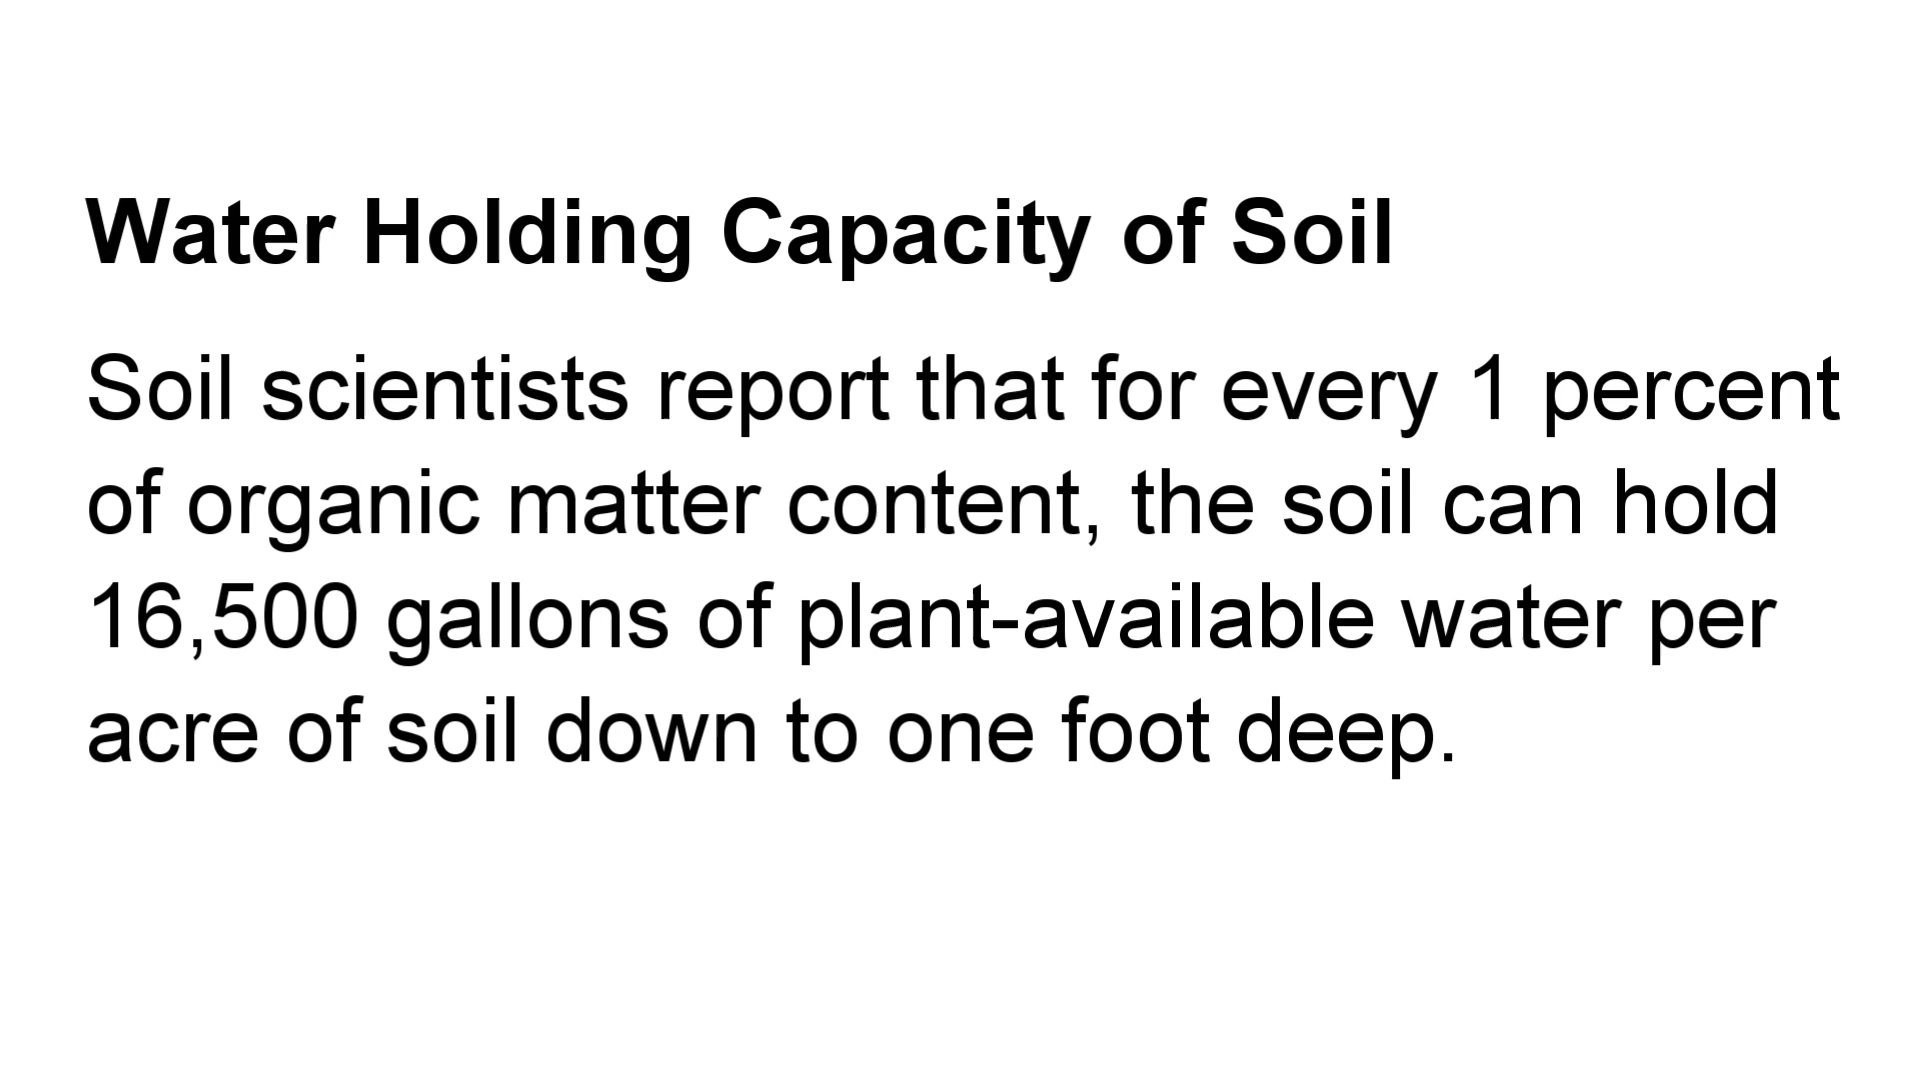 Water Holding Capacity of Soil
Soil scientists report that for every 1 percent
of organic matter content, the soil can hold
16,500 gallons of plant-available water per
acre of soil down to one foot deep.